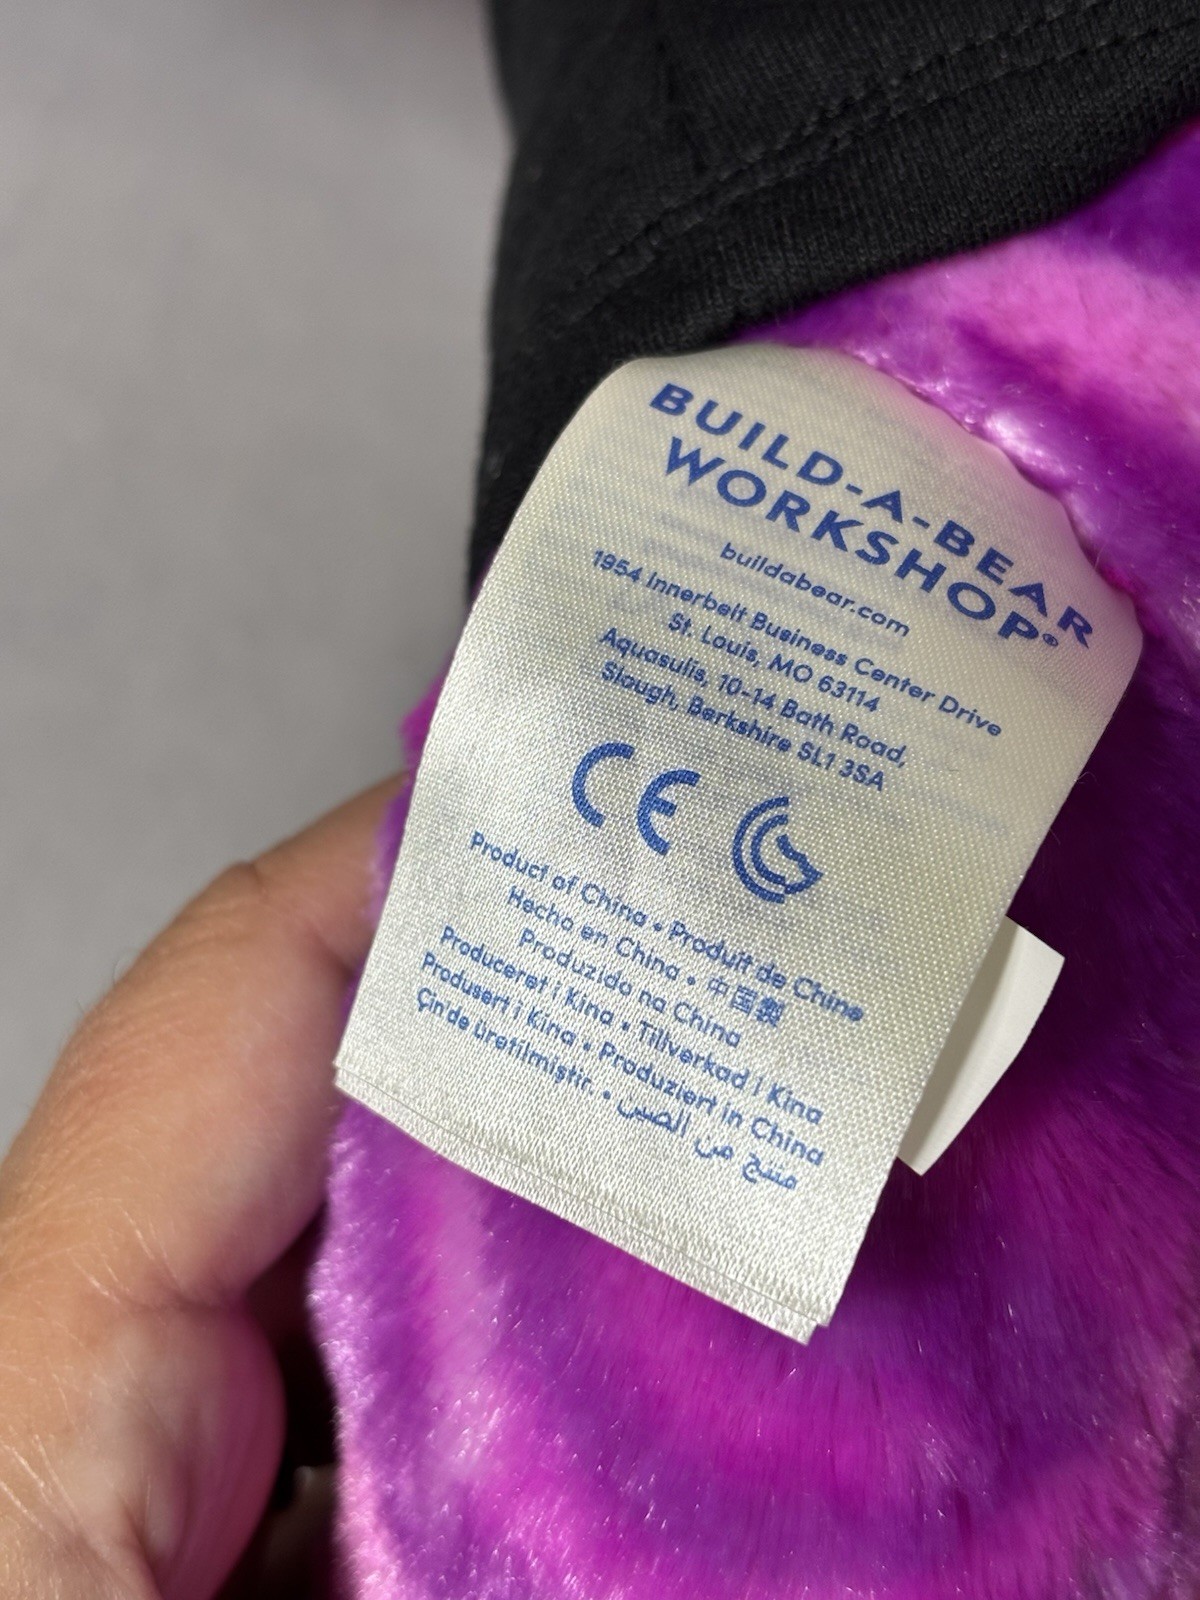 BUILD-A-BEAR
WORKSHOP®
buildabear.com
1954 Innerbelt Business Center Drive
St. Louis, MO 63114
Aquasulis, 10-14 Bath Road,
Slough, Berkshire SL1 3SA
CE
Product of China • Produit de Chine
Hecho en China • 中国製
Produzido na China
Produceret i Kina • Tillverkad i Kina
Produsert i Kina • Produziert in China
Çin'de üretilmiştir. • منتج من الصين